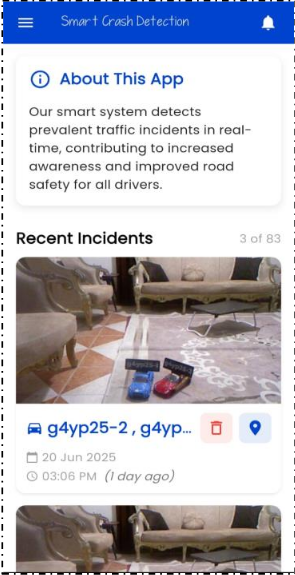 Smart Crash Detection
About This App
Our smart system detects
prevalent traffic incidents in real-
time, contributing to increased
awareness and improved road
safety for all drivers.
Recent Incidents 3 of 83
g4yp25-2 , g4yp...
20 Jun 2025
03:06 PM (1 day ago)